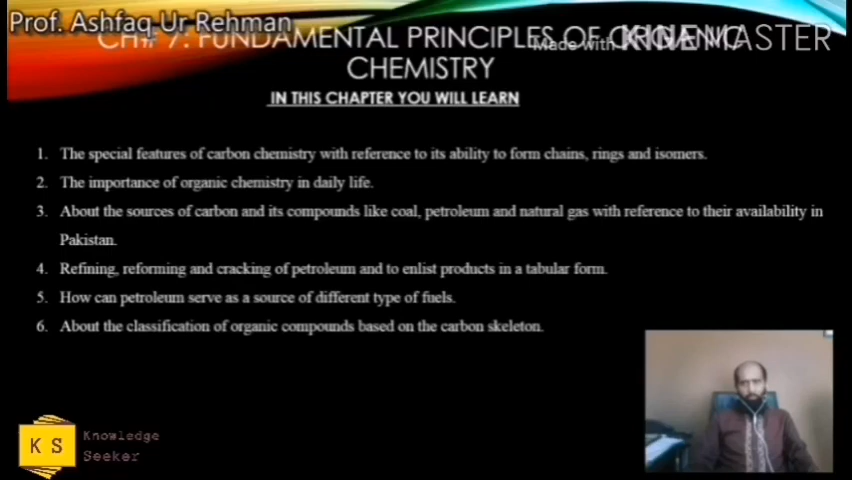 Prof. Ashfaq Ur Rehman
CH# 7: FUNDAMENTAL PRINCIPLES OF ORGANIC
Made with KINEMASTER
CHEMISTRY
IN THIS CHAPTER YOU WILL LEARN
1. The special features of carbon chemistry with reference to its ability to form chains, rings and isomers.
2. The importance of organic chemistry in daily life.
3. About the sources of carbon and its compounds like coal, petroleum and natural gas with reference to their availability in
Pakistan.
4. Refining, reforming and cracking of petroleum and to enlist products in a tabular form.
5. How can petroleum serve as a source of different type of fuels.
6. About the classification of organic compounds based on the carbon skeleton.
K S
Knowledge
Seeker